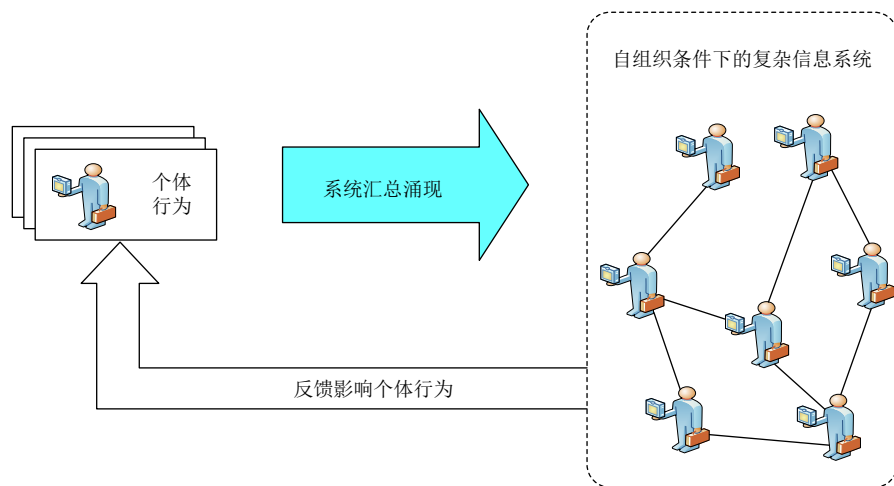 自组织条件下的复杂信息系统
个体
行为
系统汇总涌现
反馈影响个体行为